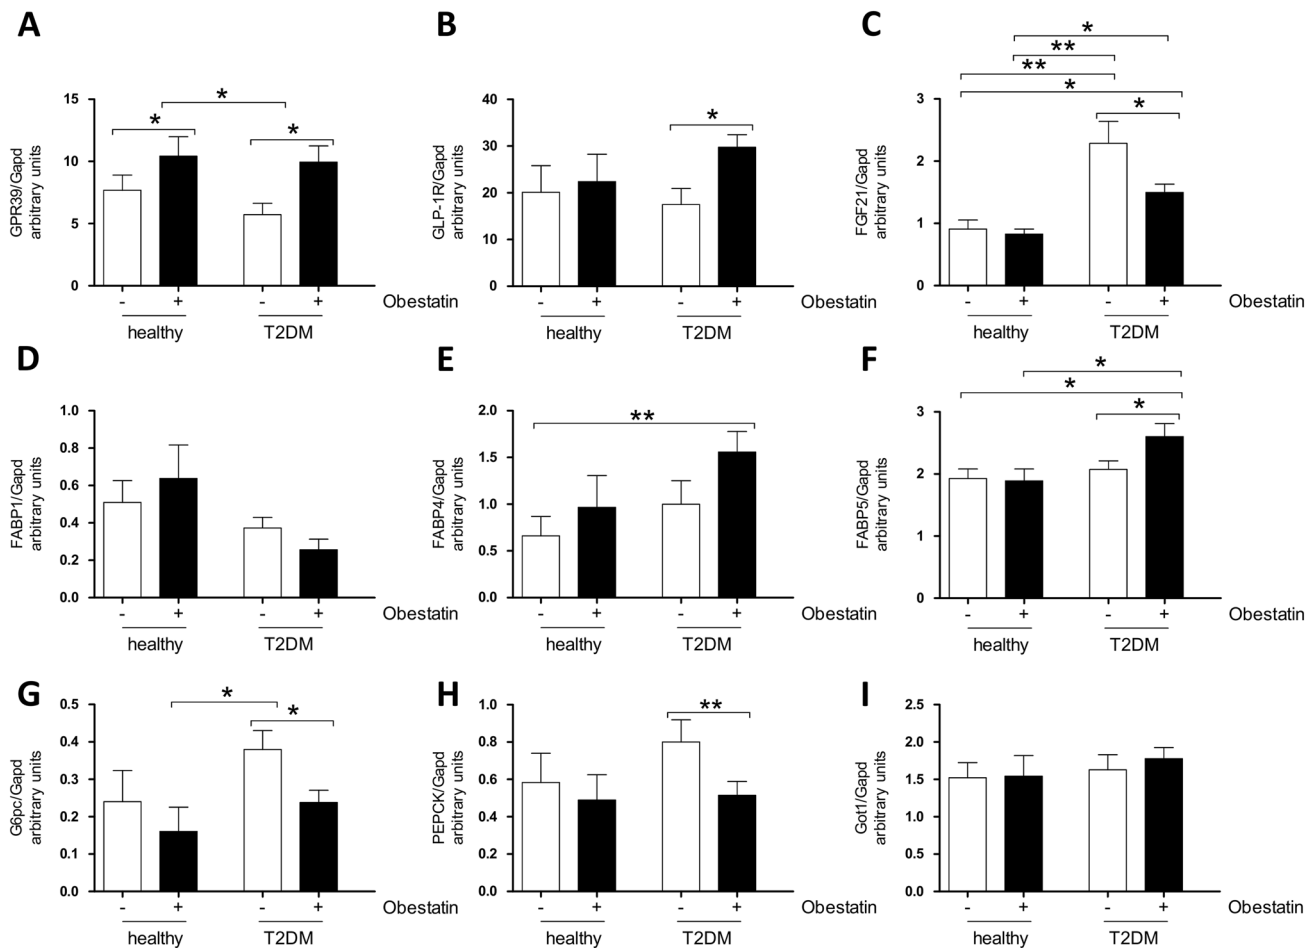 A
GPR39/Gapd
arbitrary units
15
10
5
0
*
*
*
- + - + Obestatin
healthy T2DM
B
GLP-1R/Gapd
arbitrary units
40
30
20
10
0
*
- + - + Obestatin
healthy T2DM
C
FGF21/Gapd
arbitrary units
3
2
1
0
*
**
**
*
*
- + - + Obestatin
healthy T2DM
D
FABP1/Gapd
arbitrary units
1.0
0.8
0.6
0.4
0.2
0.0
- + - + Obestatin
healthy T2DM
E
FABP4/Gapd
arbitrary units
2.0
1.5
1.0
0.5
0.0
**
- + - + Obestatin
healthy T2DM
F
FABP5/Gapd
arbitrary units
3
2
1
0
*
*
*
- + - + Obestatin
healthy T2DM
G
G6pc/Gapd
arbitrary units
0.5
0.4
0.3
0.2
0.1
0.0
*
*
- + - + Obestatin
healthy T2DM
H
PEPCK/Gapd
arbitrary units
1.0
0.8
0.6
0.4
0.2
0.0
**
- + - + Obestatin
healthy T2DM
I
Got1/Gapd
arbitrary units
2.5
2.0
1.5
1.0
0.5
0.0
- + - + Obestatin
healthy T2DM